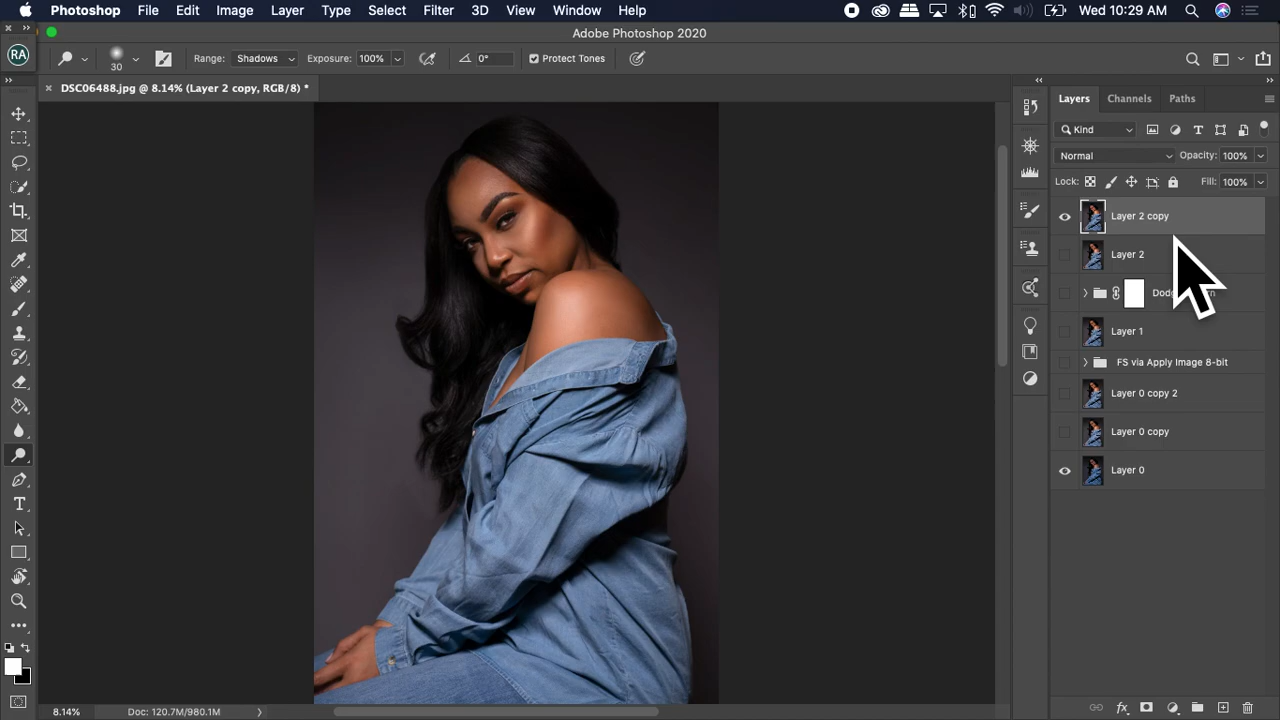 Photoshop File Edit Image Layer Type Select Filter 3D View Window Help Wed 10:29 AM
Adobe Photoshop 2020
RA
30 Range: Shadows Exposure: 100% 0° Protect Tones
DSC06488.jpg @ 8.14% (Layer 2 copy, RGB/8) *
Layers Channels Paths
Kind
Normal Opacity: 100%
Lock: Fill: 100%
Layer 2 copy
Layer 2
Layer 1
FS via Apply Image 8-bit
Layer 0 copy 2
Layer 0 copy
Layer 0
8.14% Doc: 120.7M/980.1M